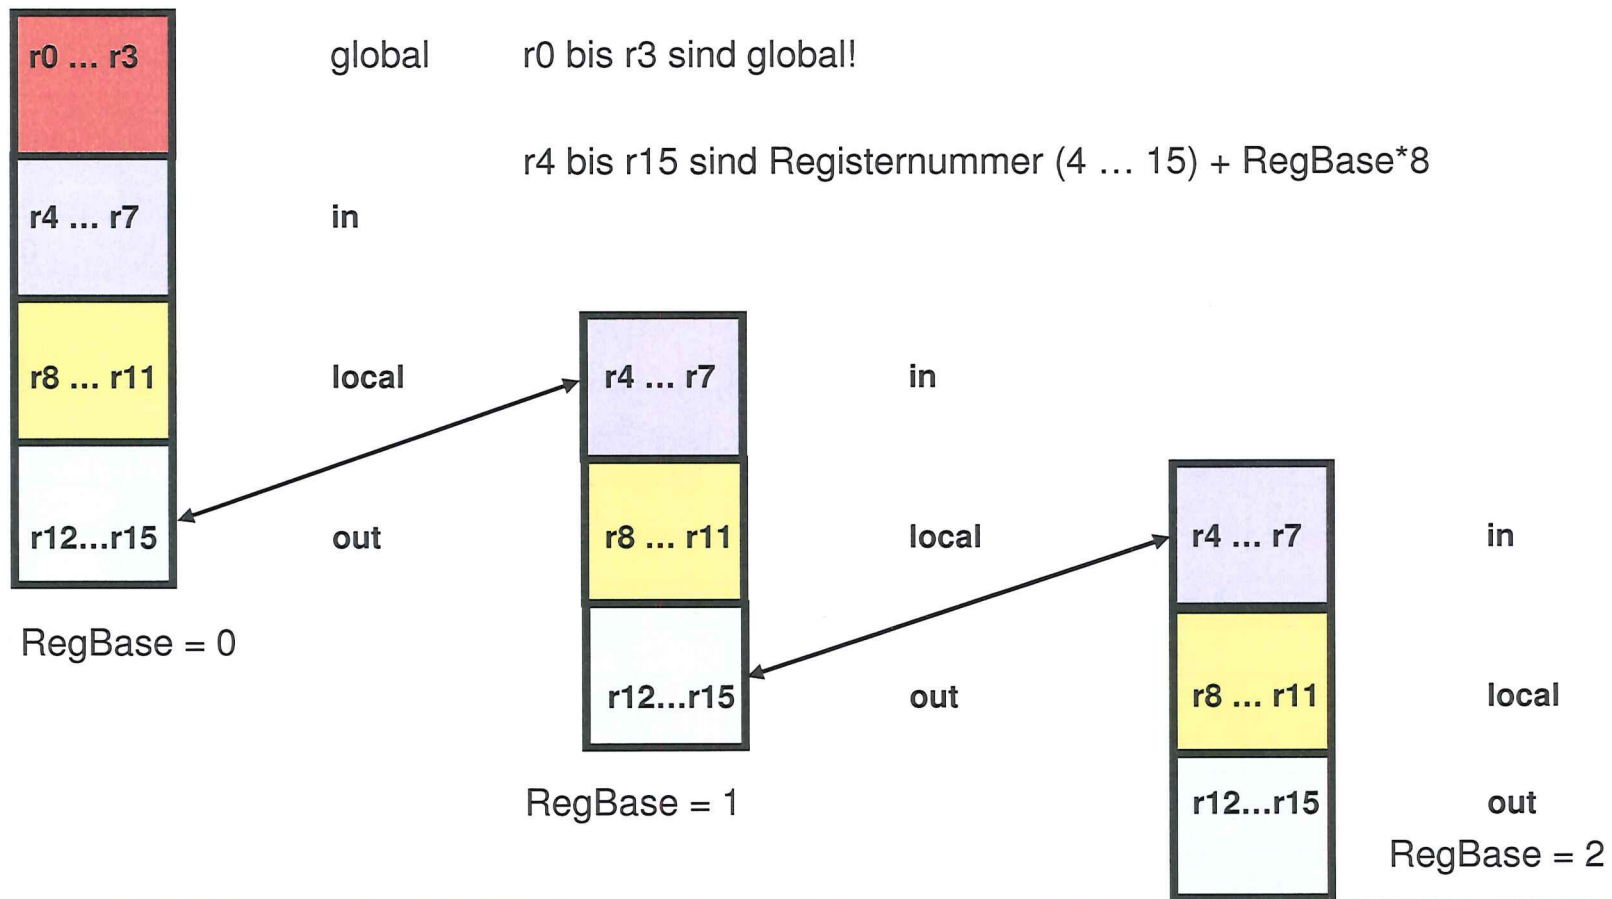 r0 ... r3 global r0 bis r3 sind global!
r4 bis r15 sind Registernummer (4 ... 15) + RegBase*8
r4 ... r7 in
r8 ... r11 local
r12...r15 out
RegBase = 0
r4 ... r7 in
r8 ... r11 local
r12...r15 out
RegBase = 1
r4 ... r7 in
r8 ... r11 local
r12...r15 out
RegBase = 2